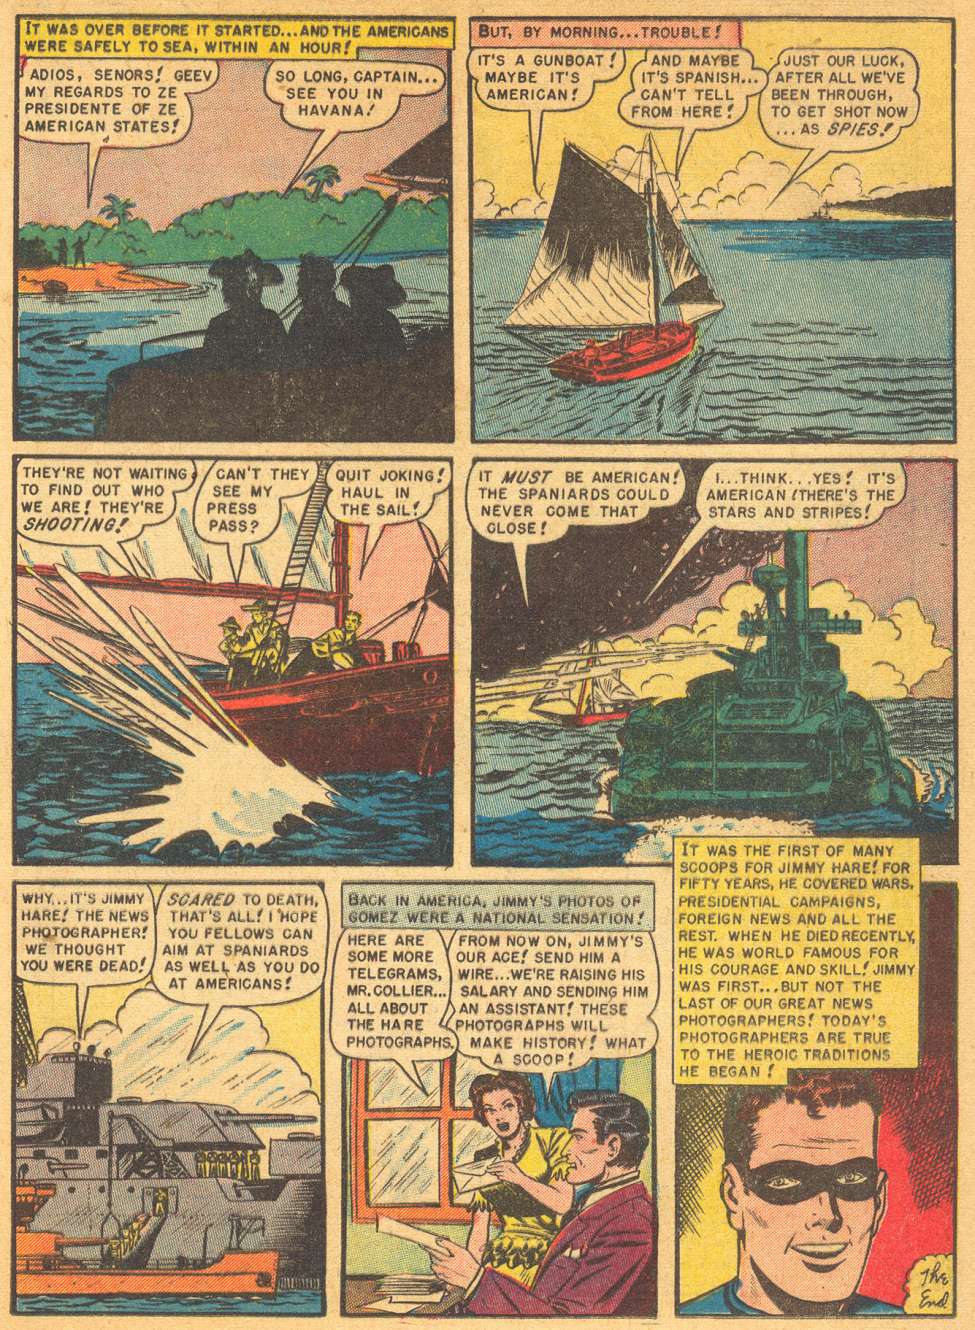 IT WAS OVER BEFORE IT STARTED...AND THE AMERICANS
WERE SAFELY TO SEA, WITHIN AN HOUR!
ADIOS, SENORS! GEEV
MY REGARDS TO ZE
PRESIDENTE OF ZE
AMERICAN STATES!
SO LONG, CAPTAIN...
SEE YOU IN
HAVANA!
BUT, BY MORNING...TROUBLE!
IT'S A GUNBOAT!
MAYBE IT'S
AMERICAN!
AND MAYBE
IT'S SPANISH...
CAN'T TELL
FROM HERE!
JUST OUR LUCK,
AFTER ALL WE'VE
BEEN THROUGH,
TO GET SHOT NOW
...AS SPIES!
THEY'RE NOT WAITING
TO FIND OUT WHO
WE ARE! THEY'RE
SHOOTING!
CAN'T THEY
SEE MY
PRESS
PASS?
QUIT JOKING!
HAUL IN
THE SAIL!
IT MUST BE AMERICAN!
THE SPANIARDS COULD
NEVER COME THAT
CLOSE!
I...THINK...YES! IT'S
AMERICAN! THERE'S THE
STARS AND STRIPES!
WHY...IT'S JIMMY
HARE! THE NEWS
PHOTOGRAPHER!
WE THOUGHT
YOU WERE DEAD!
SCARED TO DEATH,
THAT'S ALL! I HOPE
YOU FELLOWS CAN
AIM AT SPANIARDS
AS WELL AS YOU DO
AT AMERICANS!
BACK IN AMERICA, JIMMY'S PHOTOS OF
GOMEZ WERE A NATIONAL SENSATION!
HERE ARE
SOME MORE
TELEGRAMS,
MR. COLLIER...
ALL ABOUT
THE HARE
PHOTOGRAPHS.
FROM NOW ON, JIMMY'S
OUR ACE! SEND HIM A
WIRE...WE'RE RAISING HIS
SALARY AND SENDING HIM
AN ASSISTANT! THESE
PHOTOGRAPHS WILL
MAKE HISTORY! WHAT
A SCOOP!
IT WAS THE FIRST OF MANY
SCOOPS FOR JIMMY HARE! FOR
FIFTY YEARS, HE COVERED WARS,
PRESIDENTIAL CAMPAIGNS,
FOREIGN NEWS AND ALL THE
REST. WHEN HE DIED RECENTLY,
HE WAS WORLD FAMOUS FOR
HIS COURAGE AND SKILL! JIMMY
WAS FIRST...BUT NOT THE
LAST OF OUR GREAT NEWS
PHOTOGRAPHERS! TODAY'S
PHOTOGRAPHERS ARE TRUE
TO THE HEROIC TRADITIONS
HE BEGAN!
The
End